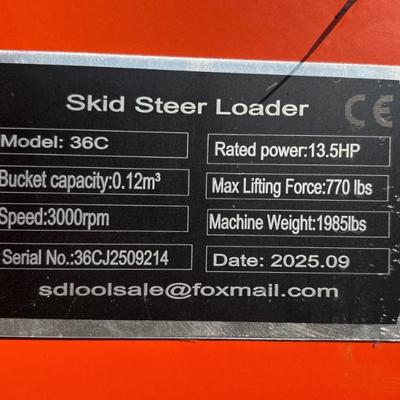 Skid Steer Loader CE
Model: 36C
Rated power:13.5HP
Bucket capacity:0.12m³
Max Lifting Force:770 lbs
Speed:3000rpm
Machine Weight:1985lbs
Serial No.:36CJ2509214
Date: 2025.09
sdloolsale@foxmail.com